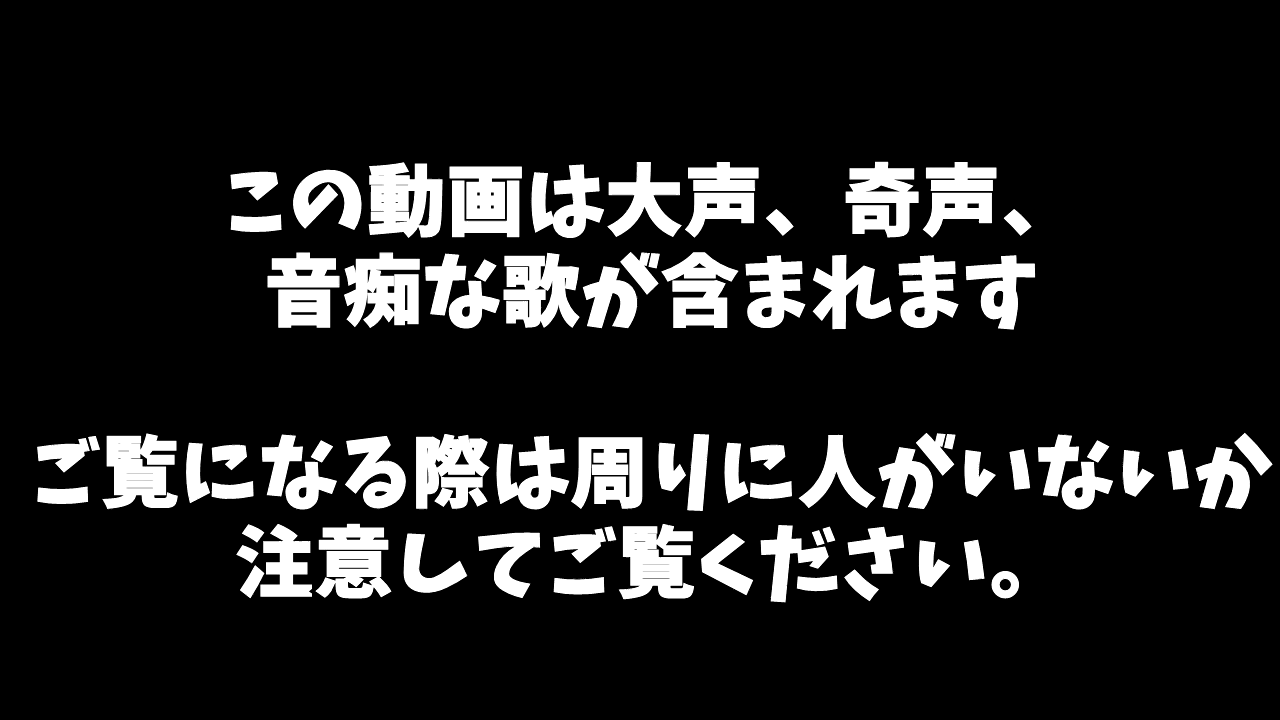 この動画は大声、奇声、
音痴な歌が含まれます
ご覧になる際は周りに人がいないか
注意してご覧ください。